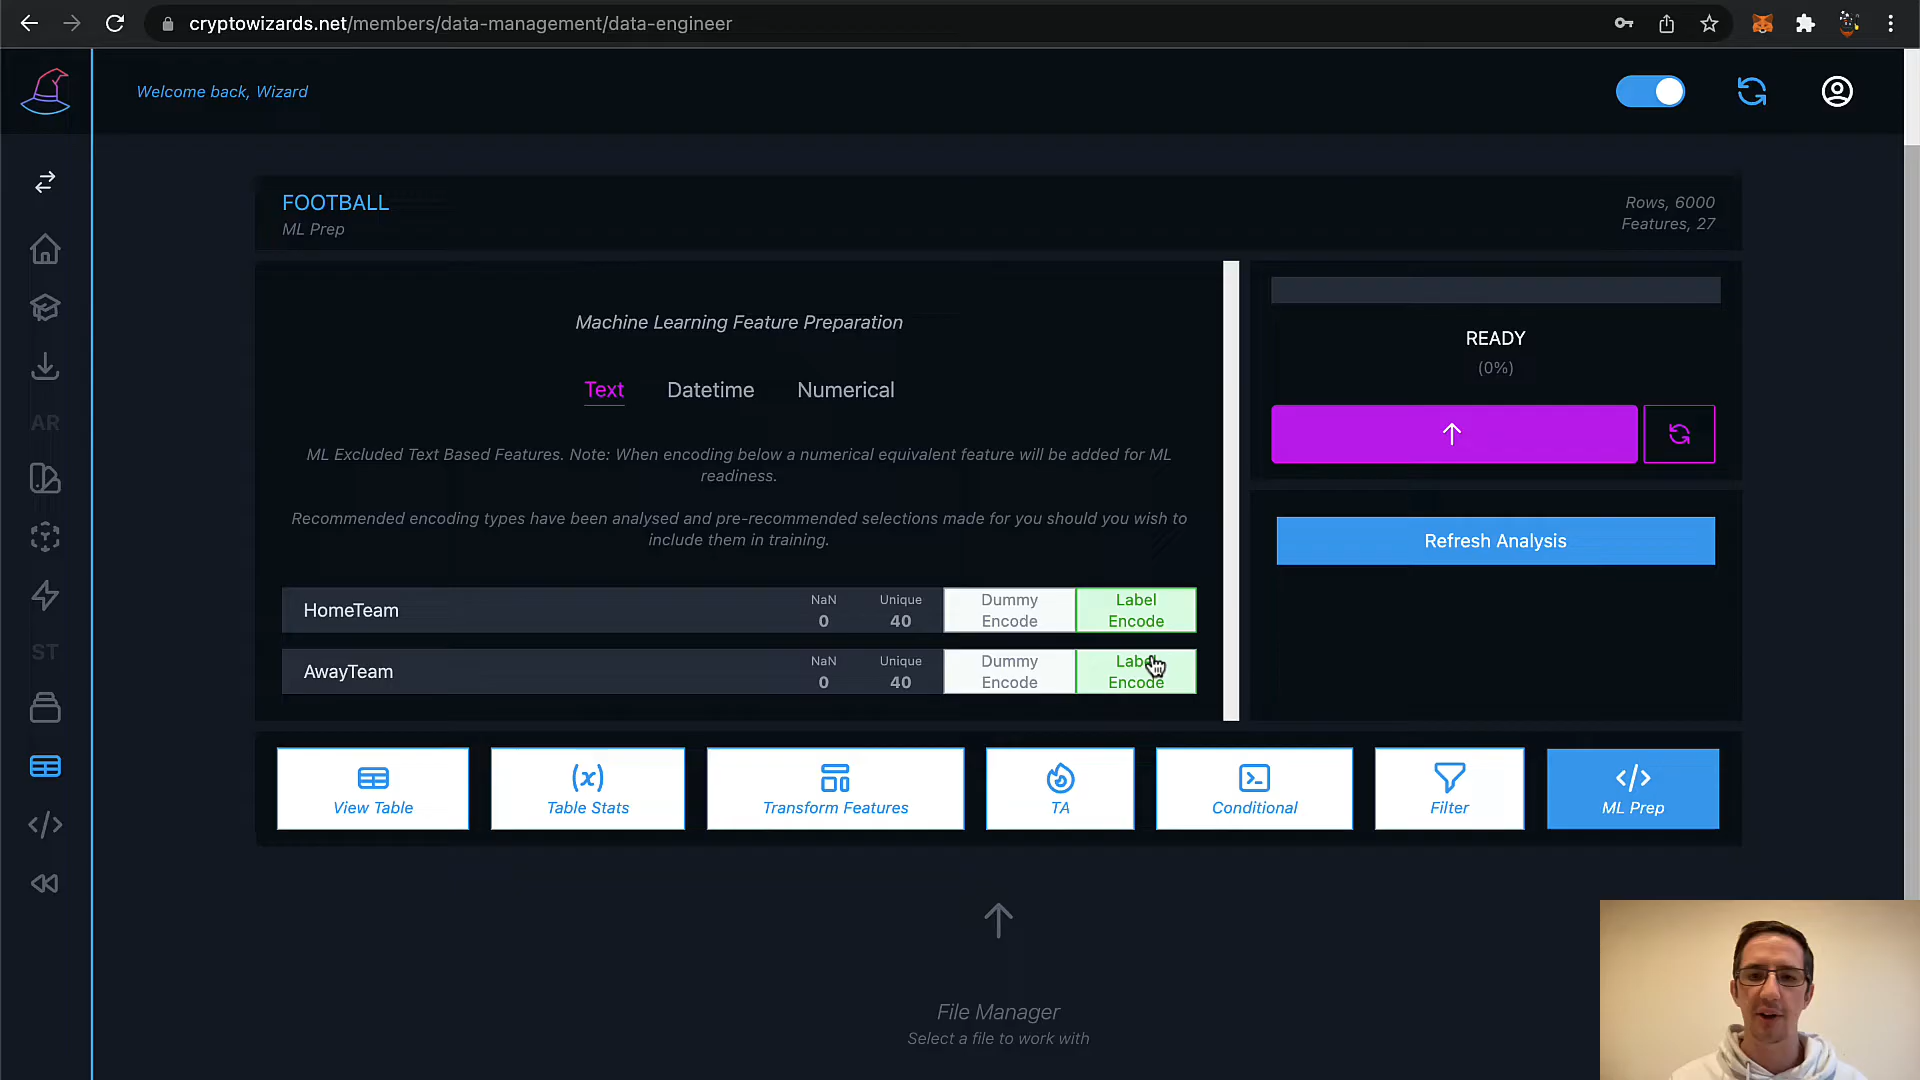 cryptowizards.net/members/data-management/data-engineer
Welcome back, Wizard
FOOTBALL
ML Prep
Rows, 6000
Features, 27
Machine Learning Feature Preparation
Text Datetime Numerical
ML Excluded Text Based Features. Note: When encoding below a numerical equivalent feature will be added for ML
readiness.
Recommended encoding types have been analysed and pre-recommended selections made for you should you wish to
include them in training.
HomeTeam
NaN
0
Unique
40
Dummy
Encode
Label
Encode
AwayTeam
NaN
0
Unique
40
Dummy
Encode
Label
Encode
READY
(0%)
Refresh Analysis
AR
ST
(x)
View Table
Table Stats
Transform Features
TA
Conditional
Filter
ML Prep
File Manager
Select a file to work with